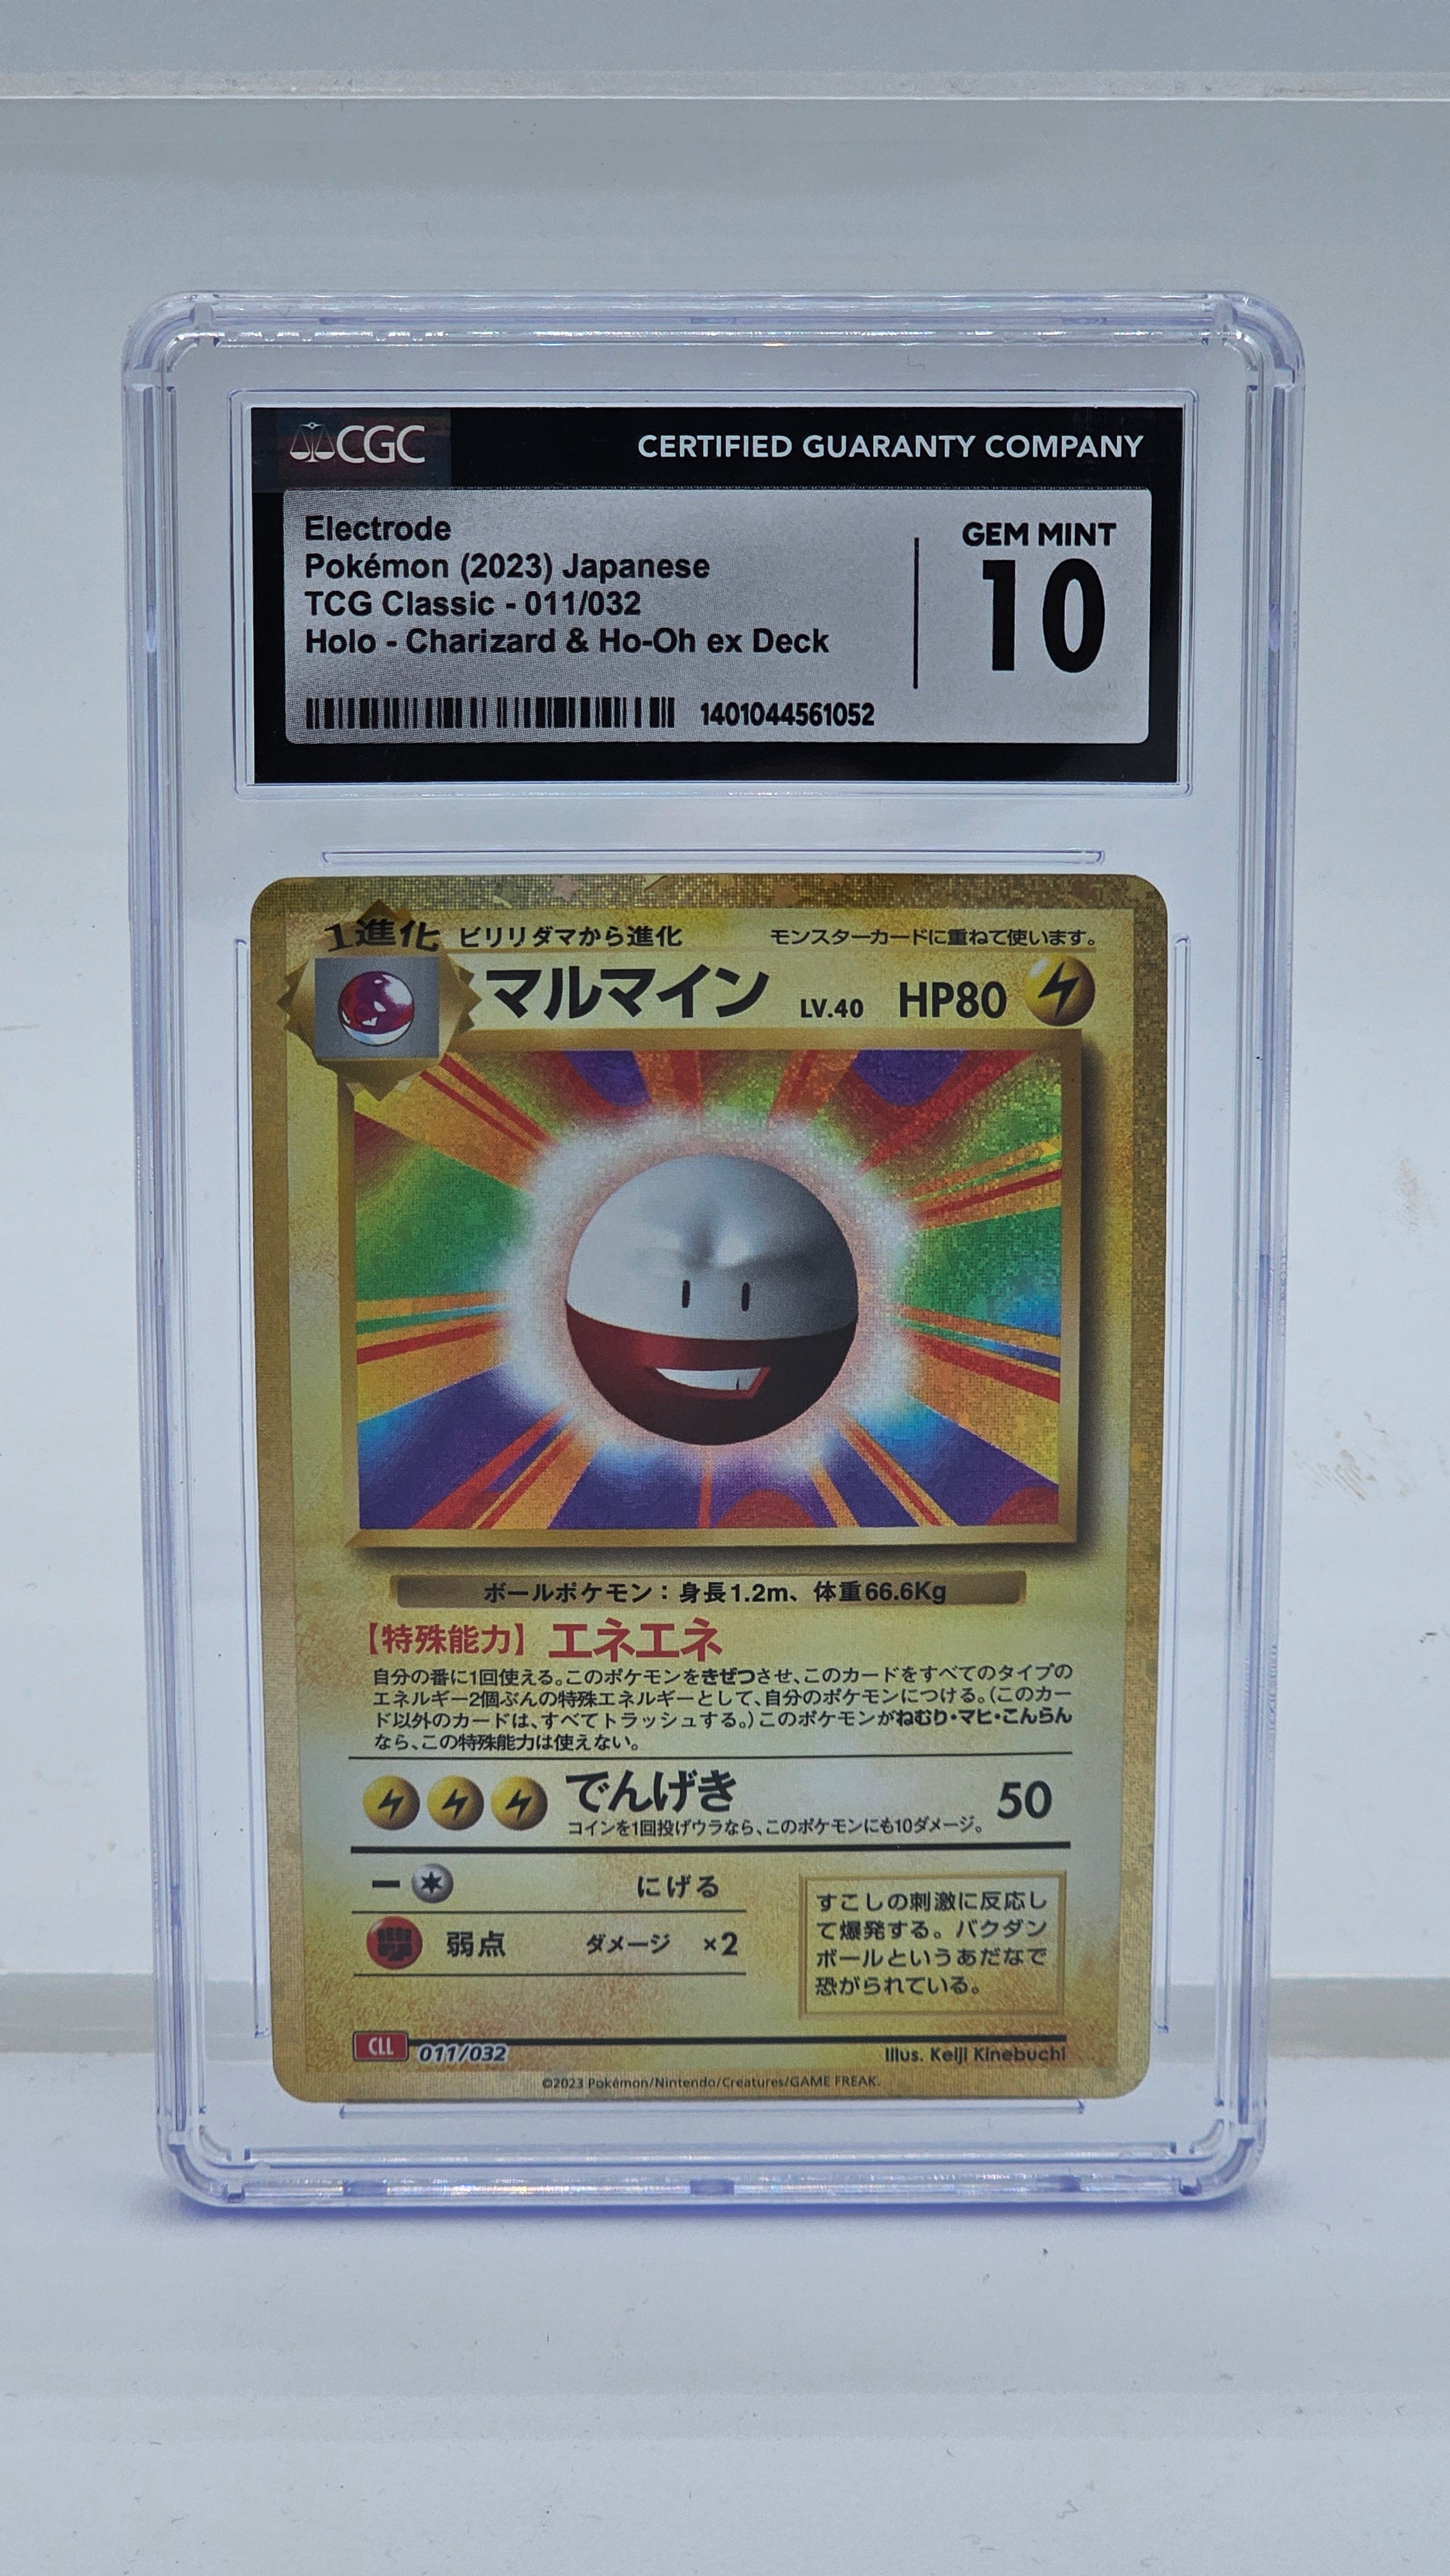 CGC
CERTIFIED GUARANTY COMPANY
Electrode
Pokémon (2023) Japanese
TCG Classic - 011/032
Holo - Charizard & Ho-Oh ex Deck
GEM MINT
10
1401044561052
1進化 ビリリダマから進化 モンスターカードに重ねて使います。
マルマイン LV.40 HP80
ボールポケモン：身長1.2m、体重66.6Kg
【特殊能力】エネエネ
自分の番に1回使える。このポケモンをきぜつさせ、このカードをすべてのタイプの
エネルギー2個ぶんの特殊エネルギーとして、自分のポケモンにつける。(このカー
ド以外のカードは、すべてトラッシュする。)このポケモンがねむり・マヒ・こんらん
なら、この特殊能力は使えない。
でんげき 50
コインを1回投げウラなら、このポケモンにも10ダメージ。
ー にげる
弱点 ダメージ ×2
すこしの刺激に反応し
て爆発する。バクダン
ボールというあだなで
恐がられている。
CLL 011/032
Illus. Keiji Kinebuchi
©2023 Pokémon/Nintendo/Creatures/GAME FREAK.